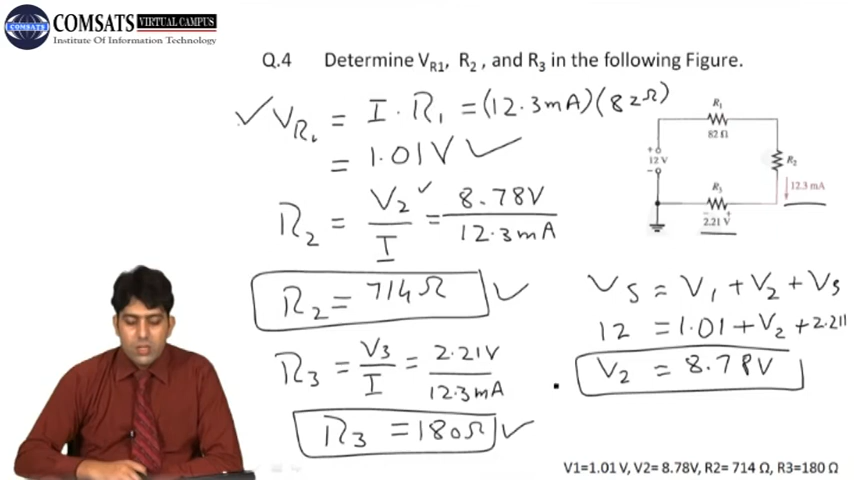 COMSATS VIRTUAL CAMPUS
Institute Of Information Technology
Q.4 Determine VR1, R2 , and R3 in the following Figure.
VR1 = I · R1 = (12.3mA)(82Ω)
= 1.01V
R2 = V2 / I = 8.78V / 12.3mA
R2 = 714Ω
R3 = V3 / I = 2.21V / 12.3mA
R3 = 180Ω
R1
82 Ω
+
12 V
−
R2
12.3 mA
R3
− +
2.21 V
VS = V1 + V2 + VS
12 = 1.01 + V2 + 2.21
V2 = 8.78V
V1=1.01 V, V2= 8.78V, R2= 714 Ω, R3=180 Ω